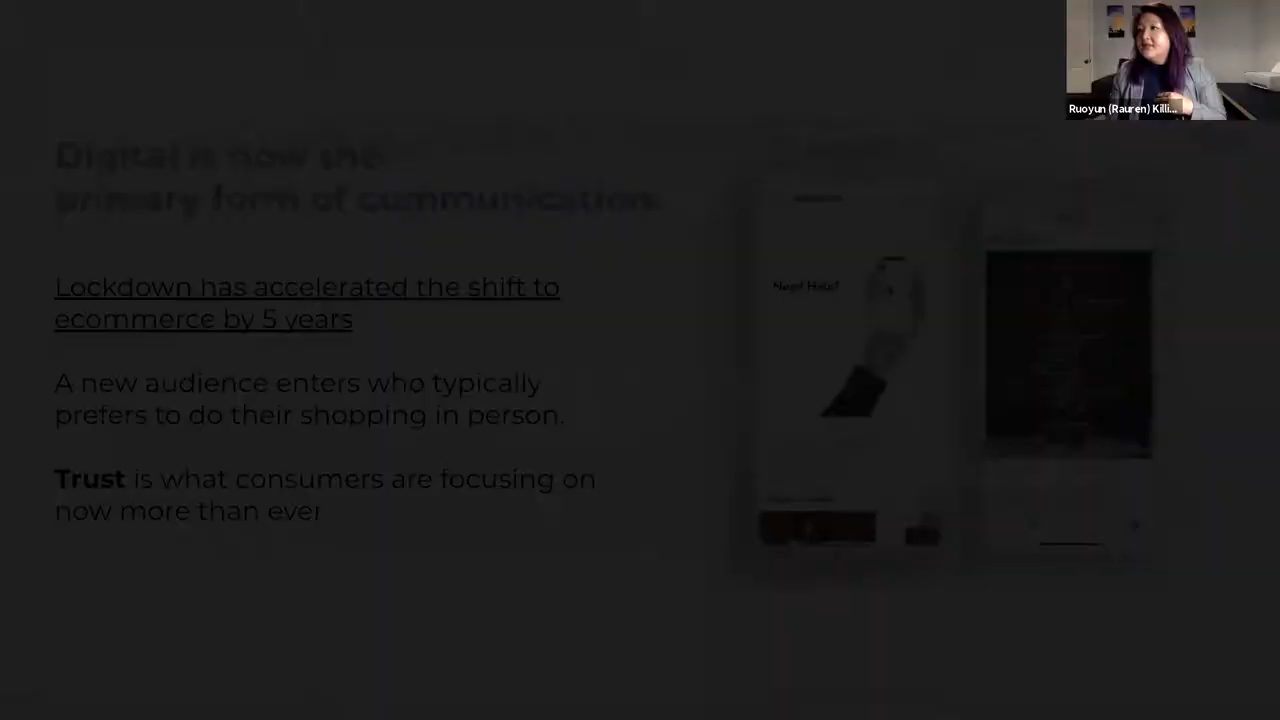 Ruoyun (Rauren) Killi...
Digital is now the
primary form of communication
Lockdown has accelerated the shift to
ecommerce by 5 years
A new audience enters who typically
prefers to do their shopping in person.
Trust is what consumers are focusing on
now more than ever
Need Help?